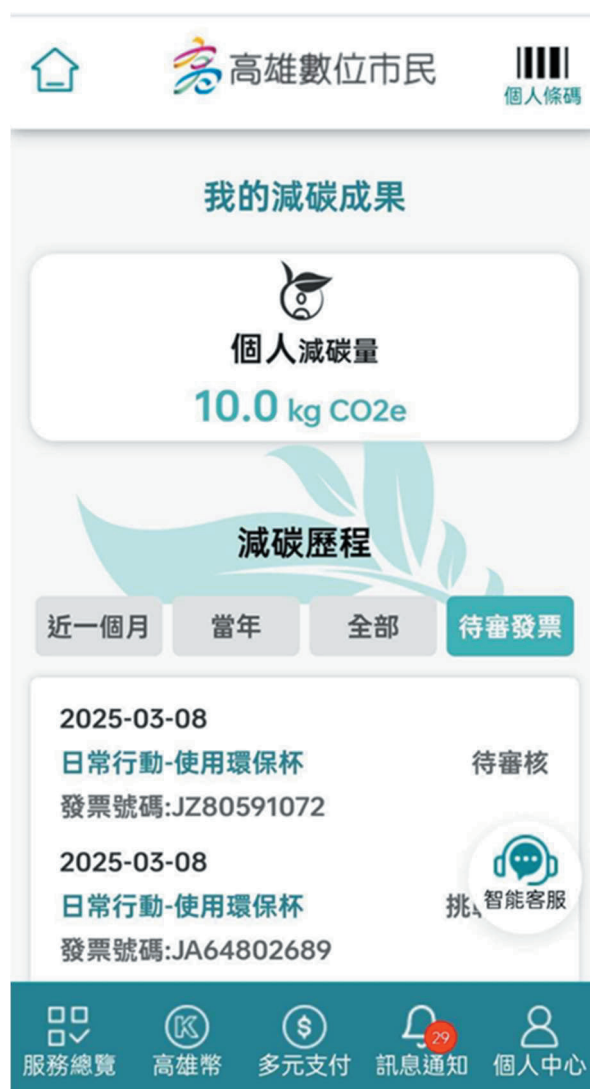 高雄數位市民
個人條碼
我的減碳成果
個人減碳量
10.0 kg CO2e
減碳歷程
近一個月 當年 全部 待審發票
2025-03-08
日常行動-使用環保杯 待審核
發票號碼:JZ80591072
2025-03-08
日常行動-使用環保杯 挑
智能客服
發票號碼:JA64802689
服務總覽 高雄幣 多元支付 訊息通知 個人中心
29